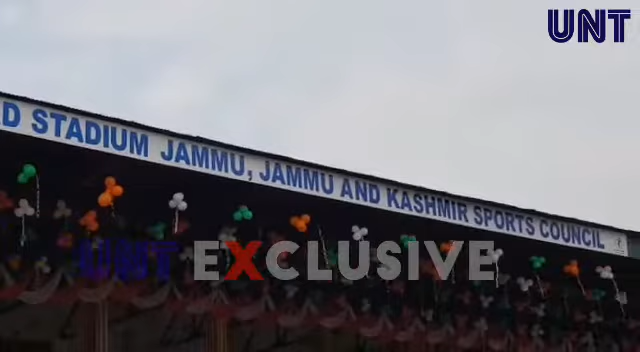 UNT
D STADIUM JAMMU, JAMMU AND KASHMIR SPORTS COUNCIL
UNT EXCLUSIVE